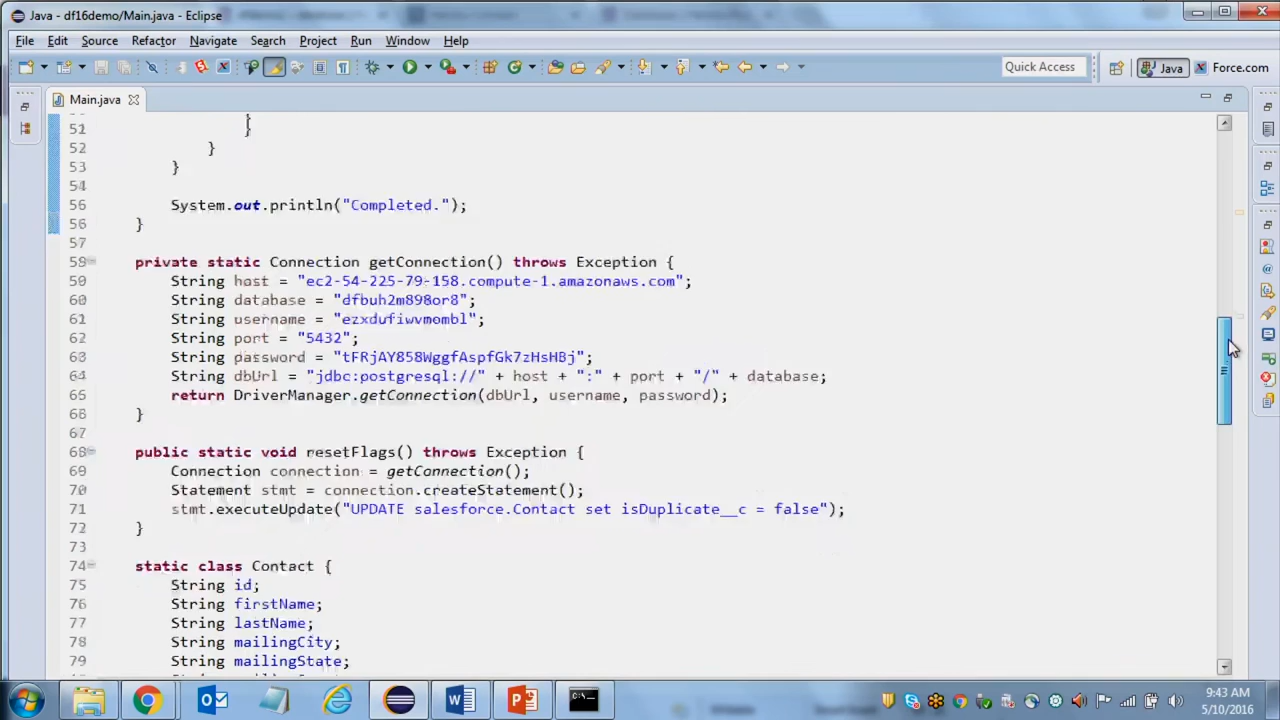 Java - df16demo/Main.java - Eclipse
File Edit Source Refactor Navigate Search Project Run Window Help
Quick Access
Java
Force.com
Main.java
51 }
52 }
53 }
54
56 System.out.println("Completed.");
56 }
57
59 private static Connection getConnection() throws Exception {
59 String host = "ec2-54-225-79-158.compute-1.amazonaws.com";
60 String database = "dfbuh2m898or8";
61 String username = "ezxdufiwvmombl";
62 String port = "5432";
63 String password = "tFRjAY858WggfAspfGk7zHsHBj";
64 String dbUrl = "jdbc:postgresql://" + host + ":" + port + "/" + database;
65 return DriverManager.getConnection(dbUrl, username, password);
68 }
67
68 public static void resetFlags() throws Exception {
69 Connection connection = getConnection();
70 Statement stmt = connection.createStatement();
71 stmt.executeUpdate("UPDATE salesforce.Contact set isDuplicate__c = false");
72 }
73
74 static class Contact {
75 String id;
76 String firstName;
77 String lastName;
78 String mailingCity;
79 String mailingState;
9:43 AM
5/10/2016